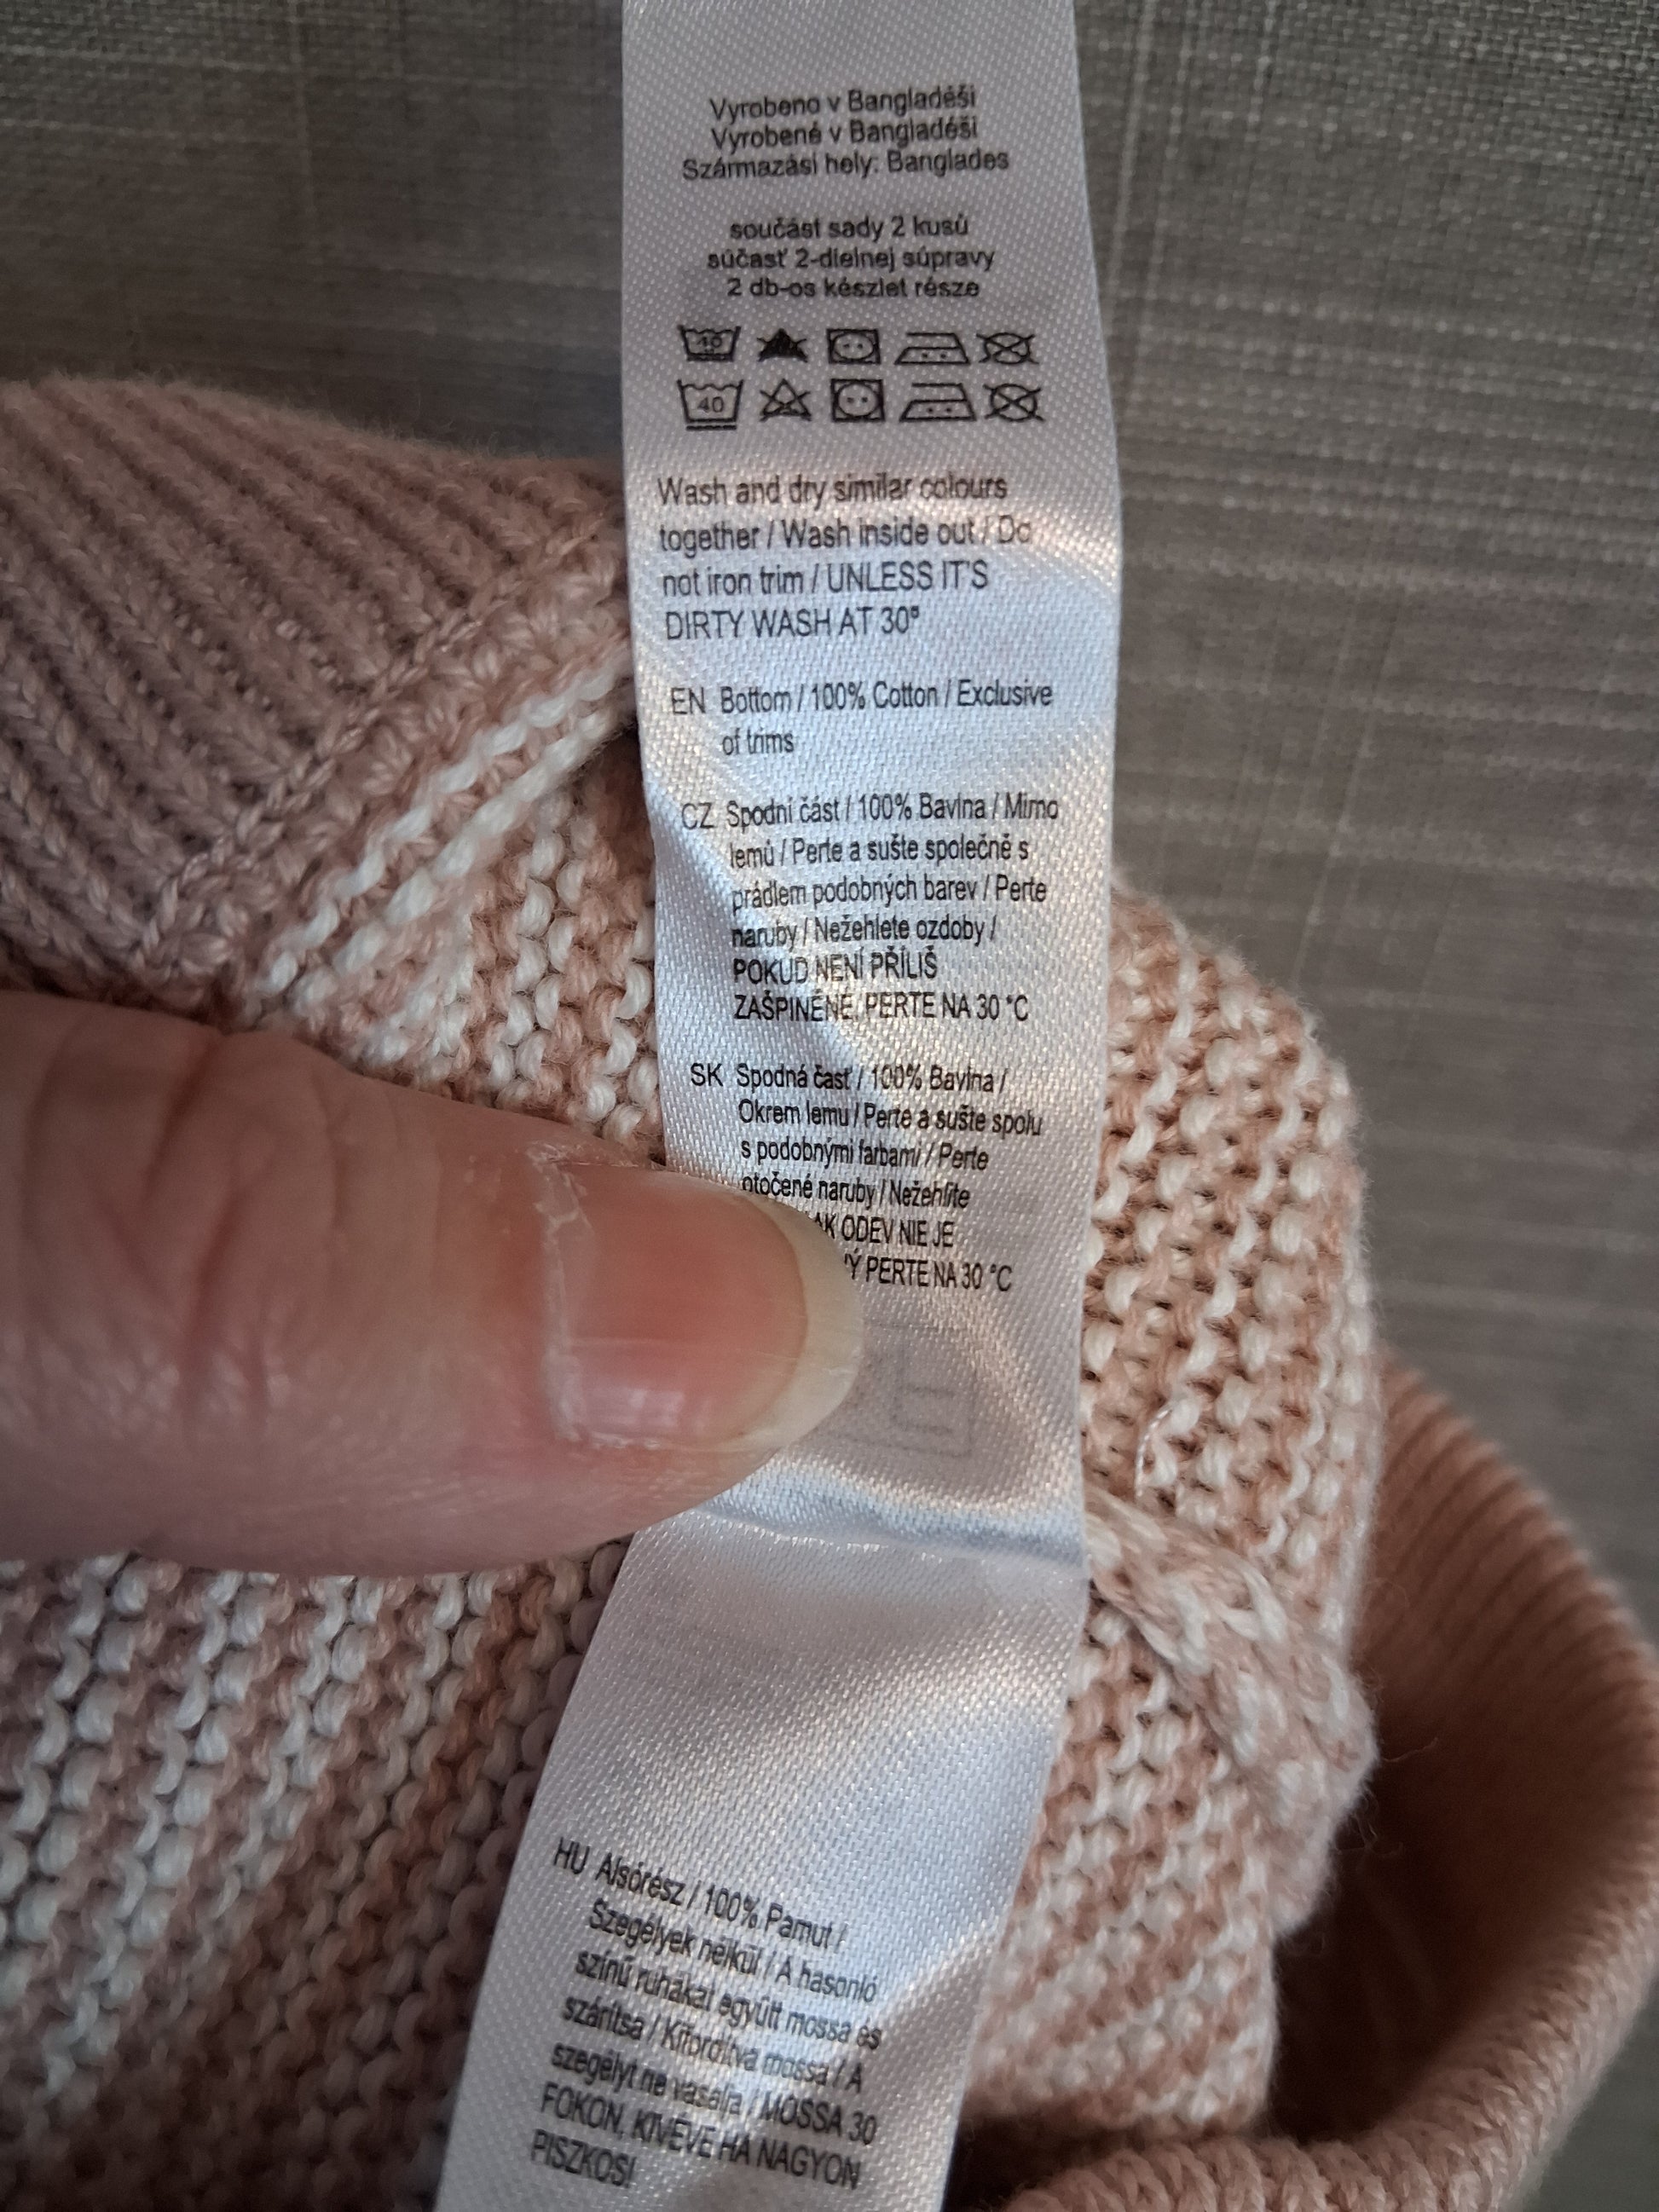 Vyrobeno v Bangladéši
Vyrobené v Bangladéši
Származási hely: Banglades
součást sady 2 kusů
súčasť 2-dielnej súpravy
2 db-os készlet része
40
40
Wash and dry similar colours
together / Wash inside out / Do
not iron trim / UNLESS IT'S
DIRTY WASH AT 30º
EN Bottom / 100% Cotton / Exclusive
of trims
CZ Spodní část / 100% Bavlna / Mimo
lemů / Perte a sušte společně s
prádlem podobných barev / Perte
naruby / Nežehlete ozdoby /
POKUD NENÍ PŘÍLIŠ
ZAŠPINĚNÉ, PERTE NA 30 °C
SK Spodná časť / 100% Bavlna /
Okrem lemu / Perte a sušte spolu
s podobnými farbami / Perte
otočené naruby / Nežehlite
AK ODEV NIE JE
PERTE NA 30 °C
HU Alsórész / 100% Pamut /
Szegélyek nélkül / A hasonló
színű ruhákat együtt mossa és
szárítsa / Kifordítva mossa / A
szegélyt ne vasalja / MOSSA 30
FOKON, KIVÉVE HA NAGYON
PISZKOS!